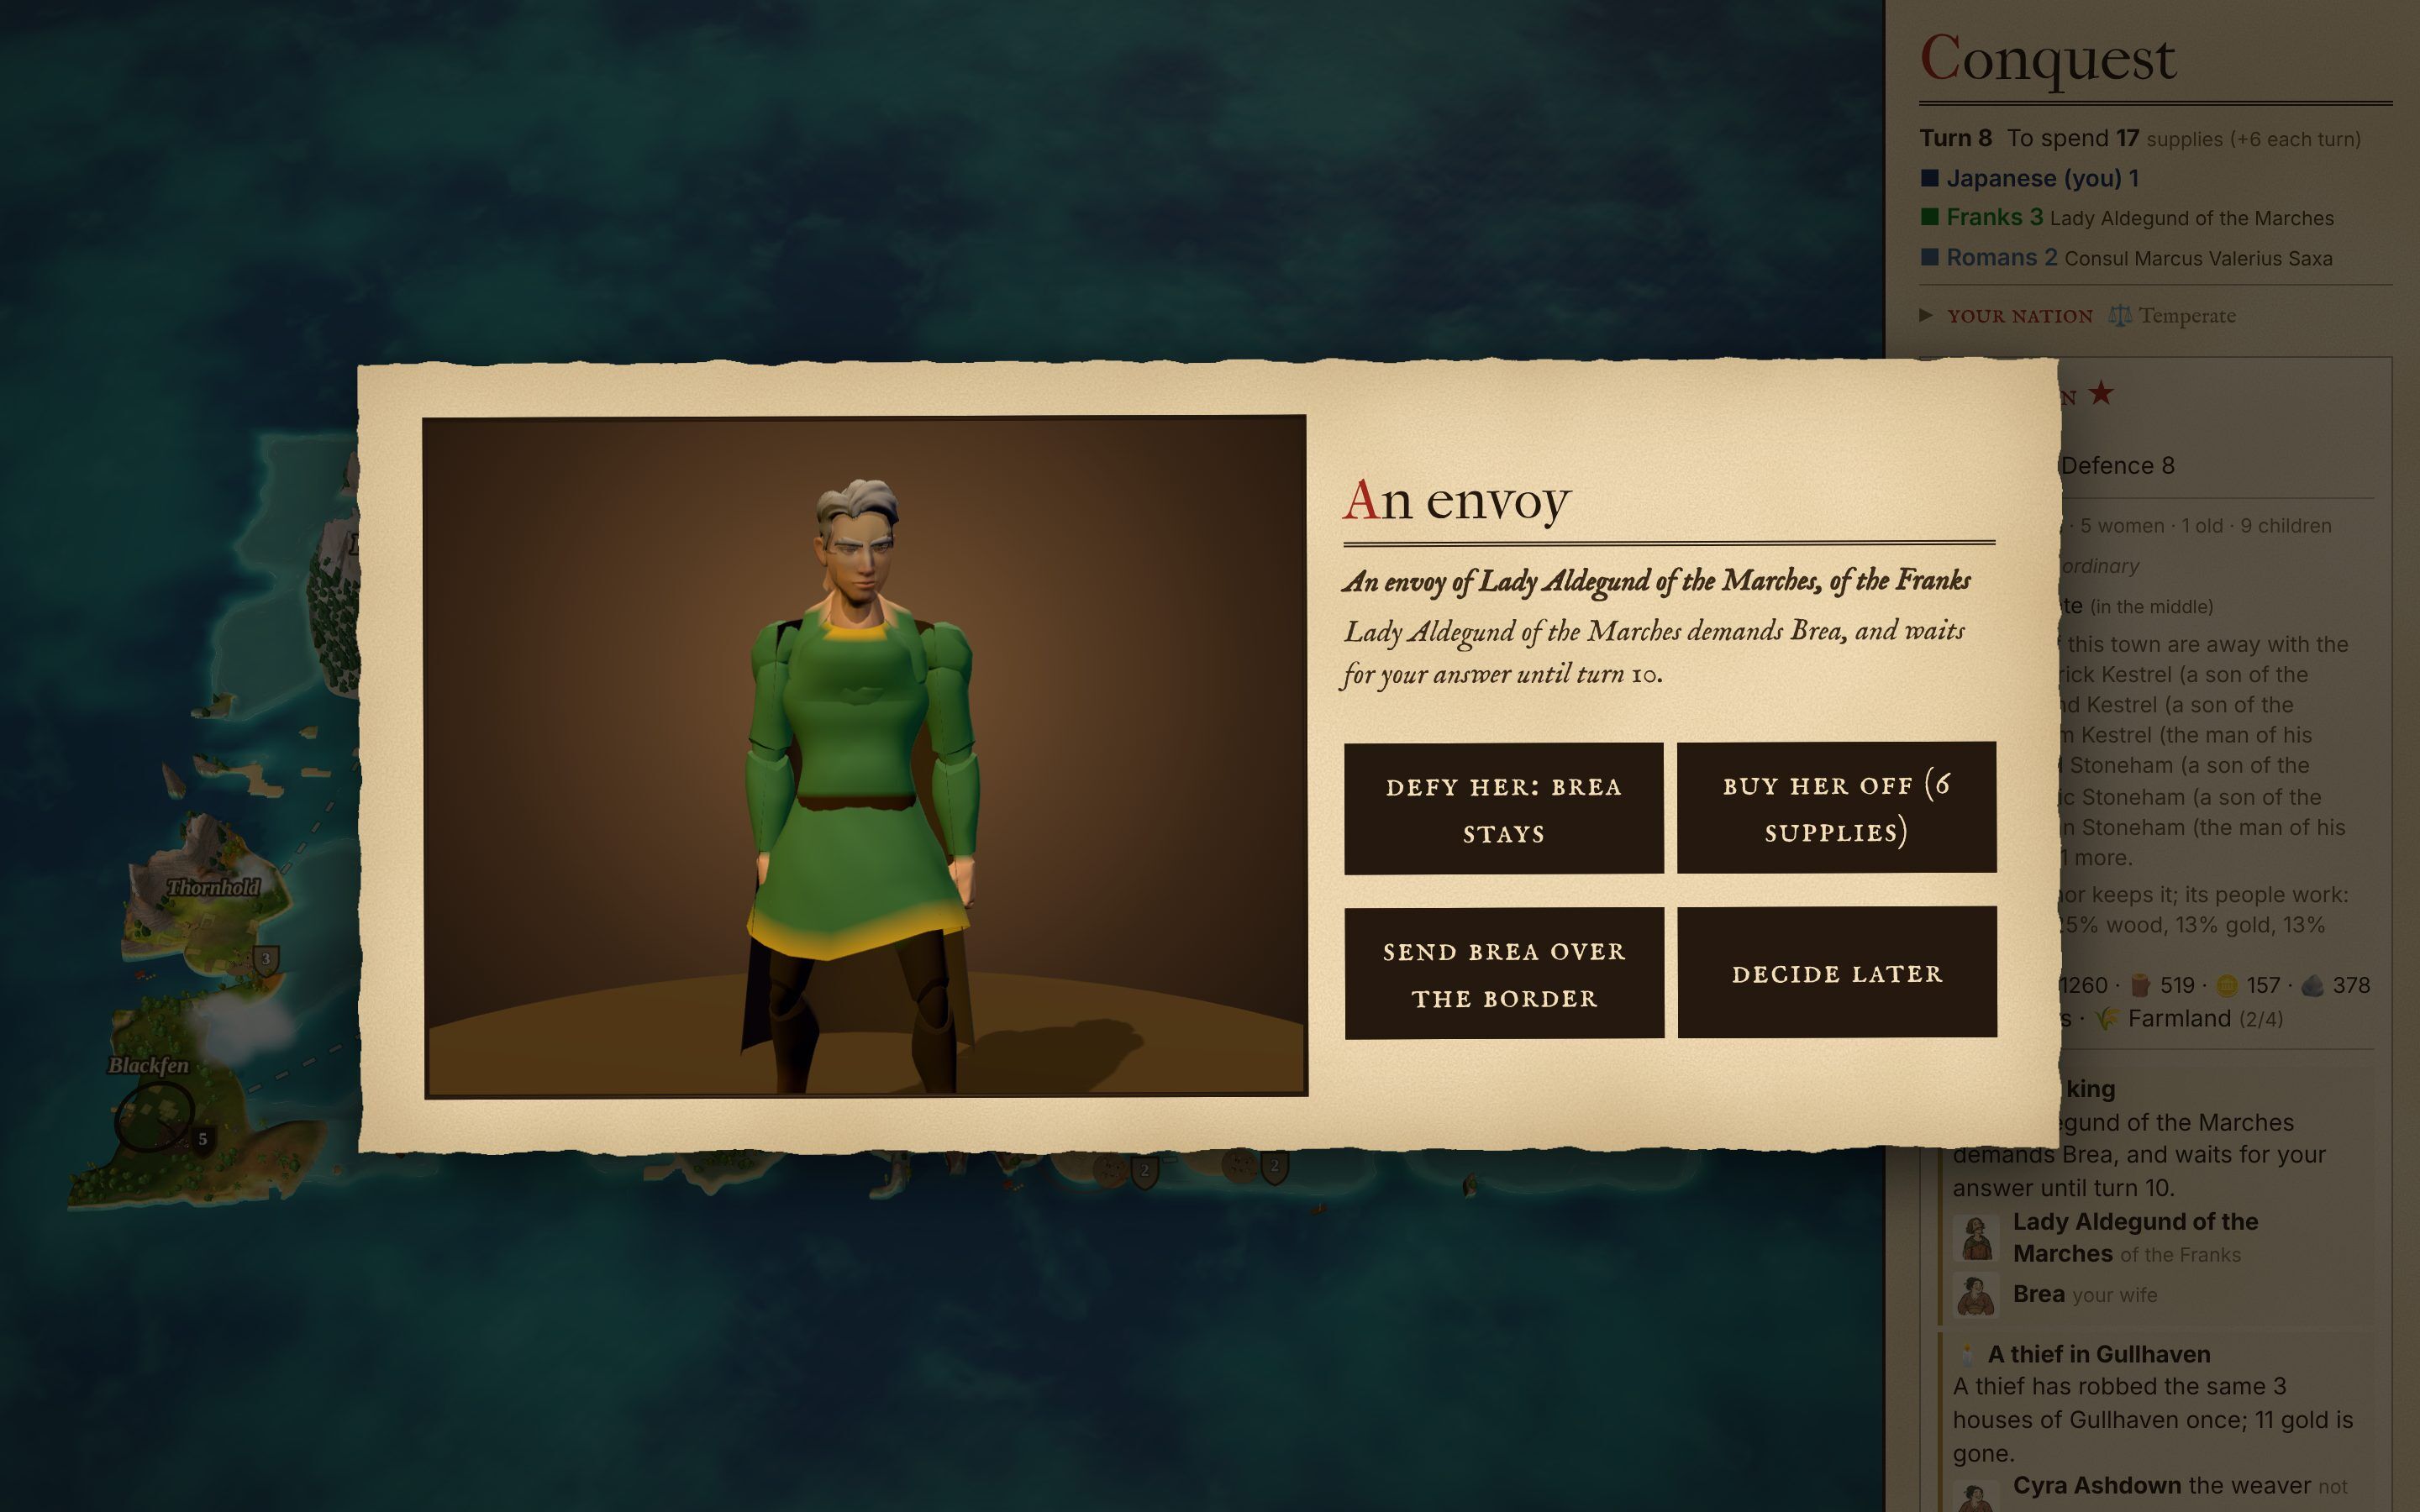 Conquest
Turn 8 To spend 17 supplies (+6 each turn)
Japanese (you) 1
Franks 3 Lady Aldegund of the Marches
Romans 2 Consul Marcus Valerius Saxa
YOUR NATION Temperate
Defence 8
· 5 women · 1 old · 9 children
ordinary
(in the middle)
this town are away with the
Kestrel (a son of the
Kestrel (a son of the
Kestrel (the man of his
Stoneham (a son of the
Stoneham (a son of the
Stoneham (the man of his
1 more.
keeps it; its people work:
5% wood, 13% gold, 13%
1260 · 519 · 157 · 378
· Farmland (2/4)
king
of the Marches
demands Brea, and waits for your
answer until turn 10.
Lady Aldegund of the
Marches of the Franks
Brea your wife
A thief in Gullhaven
A thief has robbed the same 3
houses of Gullhaven once; 11 gold is
gone.
Cyra Ashdown the weaver not
An envoy
An envoy of Lady Aldegund of the Marches, of the Franks
Lady Aldegund of the Marches demands Brea, and waits
for your answer until turn 10.
DEFY HER: BREA
STAYS
BUY HER OFF (6
SUPPLIES)
SEND BREA OVER
THE BORDER
DECIDE LATER
Thornhold
3
Blackfen
5
2
2